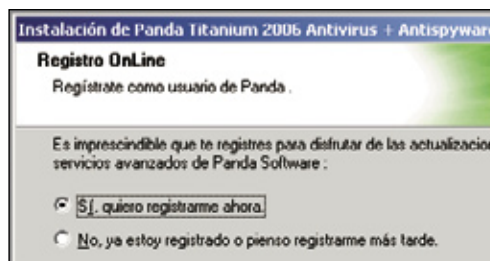 Instalación de Panda Titanium 2006 Antivirus + Antispyware
Registro OnLine
Regístrate como usuario de Panda .
Es imprescindible que te registres para disfrutar de las actualizacion
servicios avanzados de Panda Software :
Sí, quiero registrarme ahora.
No, ya estoy registrado o pienso registrarme más tarde.